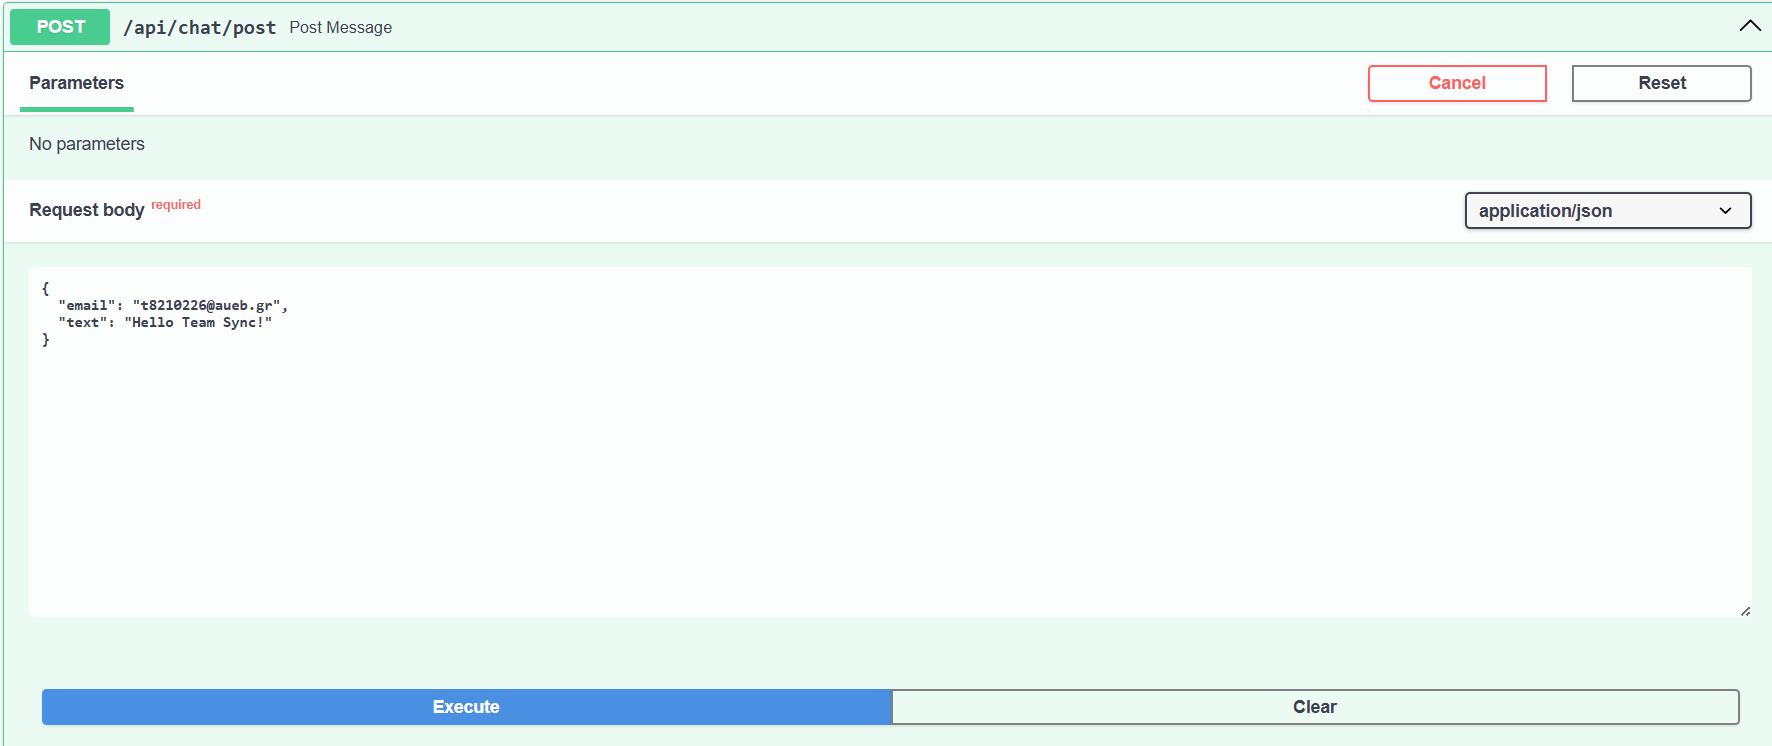 POST /api/chat/post Post Message
Parameters
Cancel
Reset
No parameters
Request body required
application/json
{
  "email": "t8210226@aueb.gr",
  "text": "Hello Team Sync!"
}
Execute
Clear